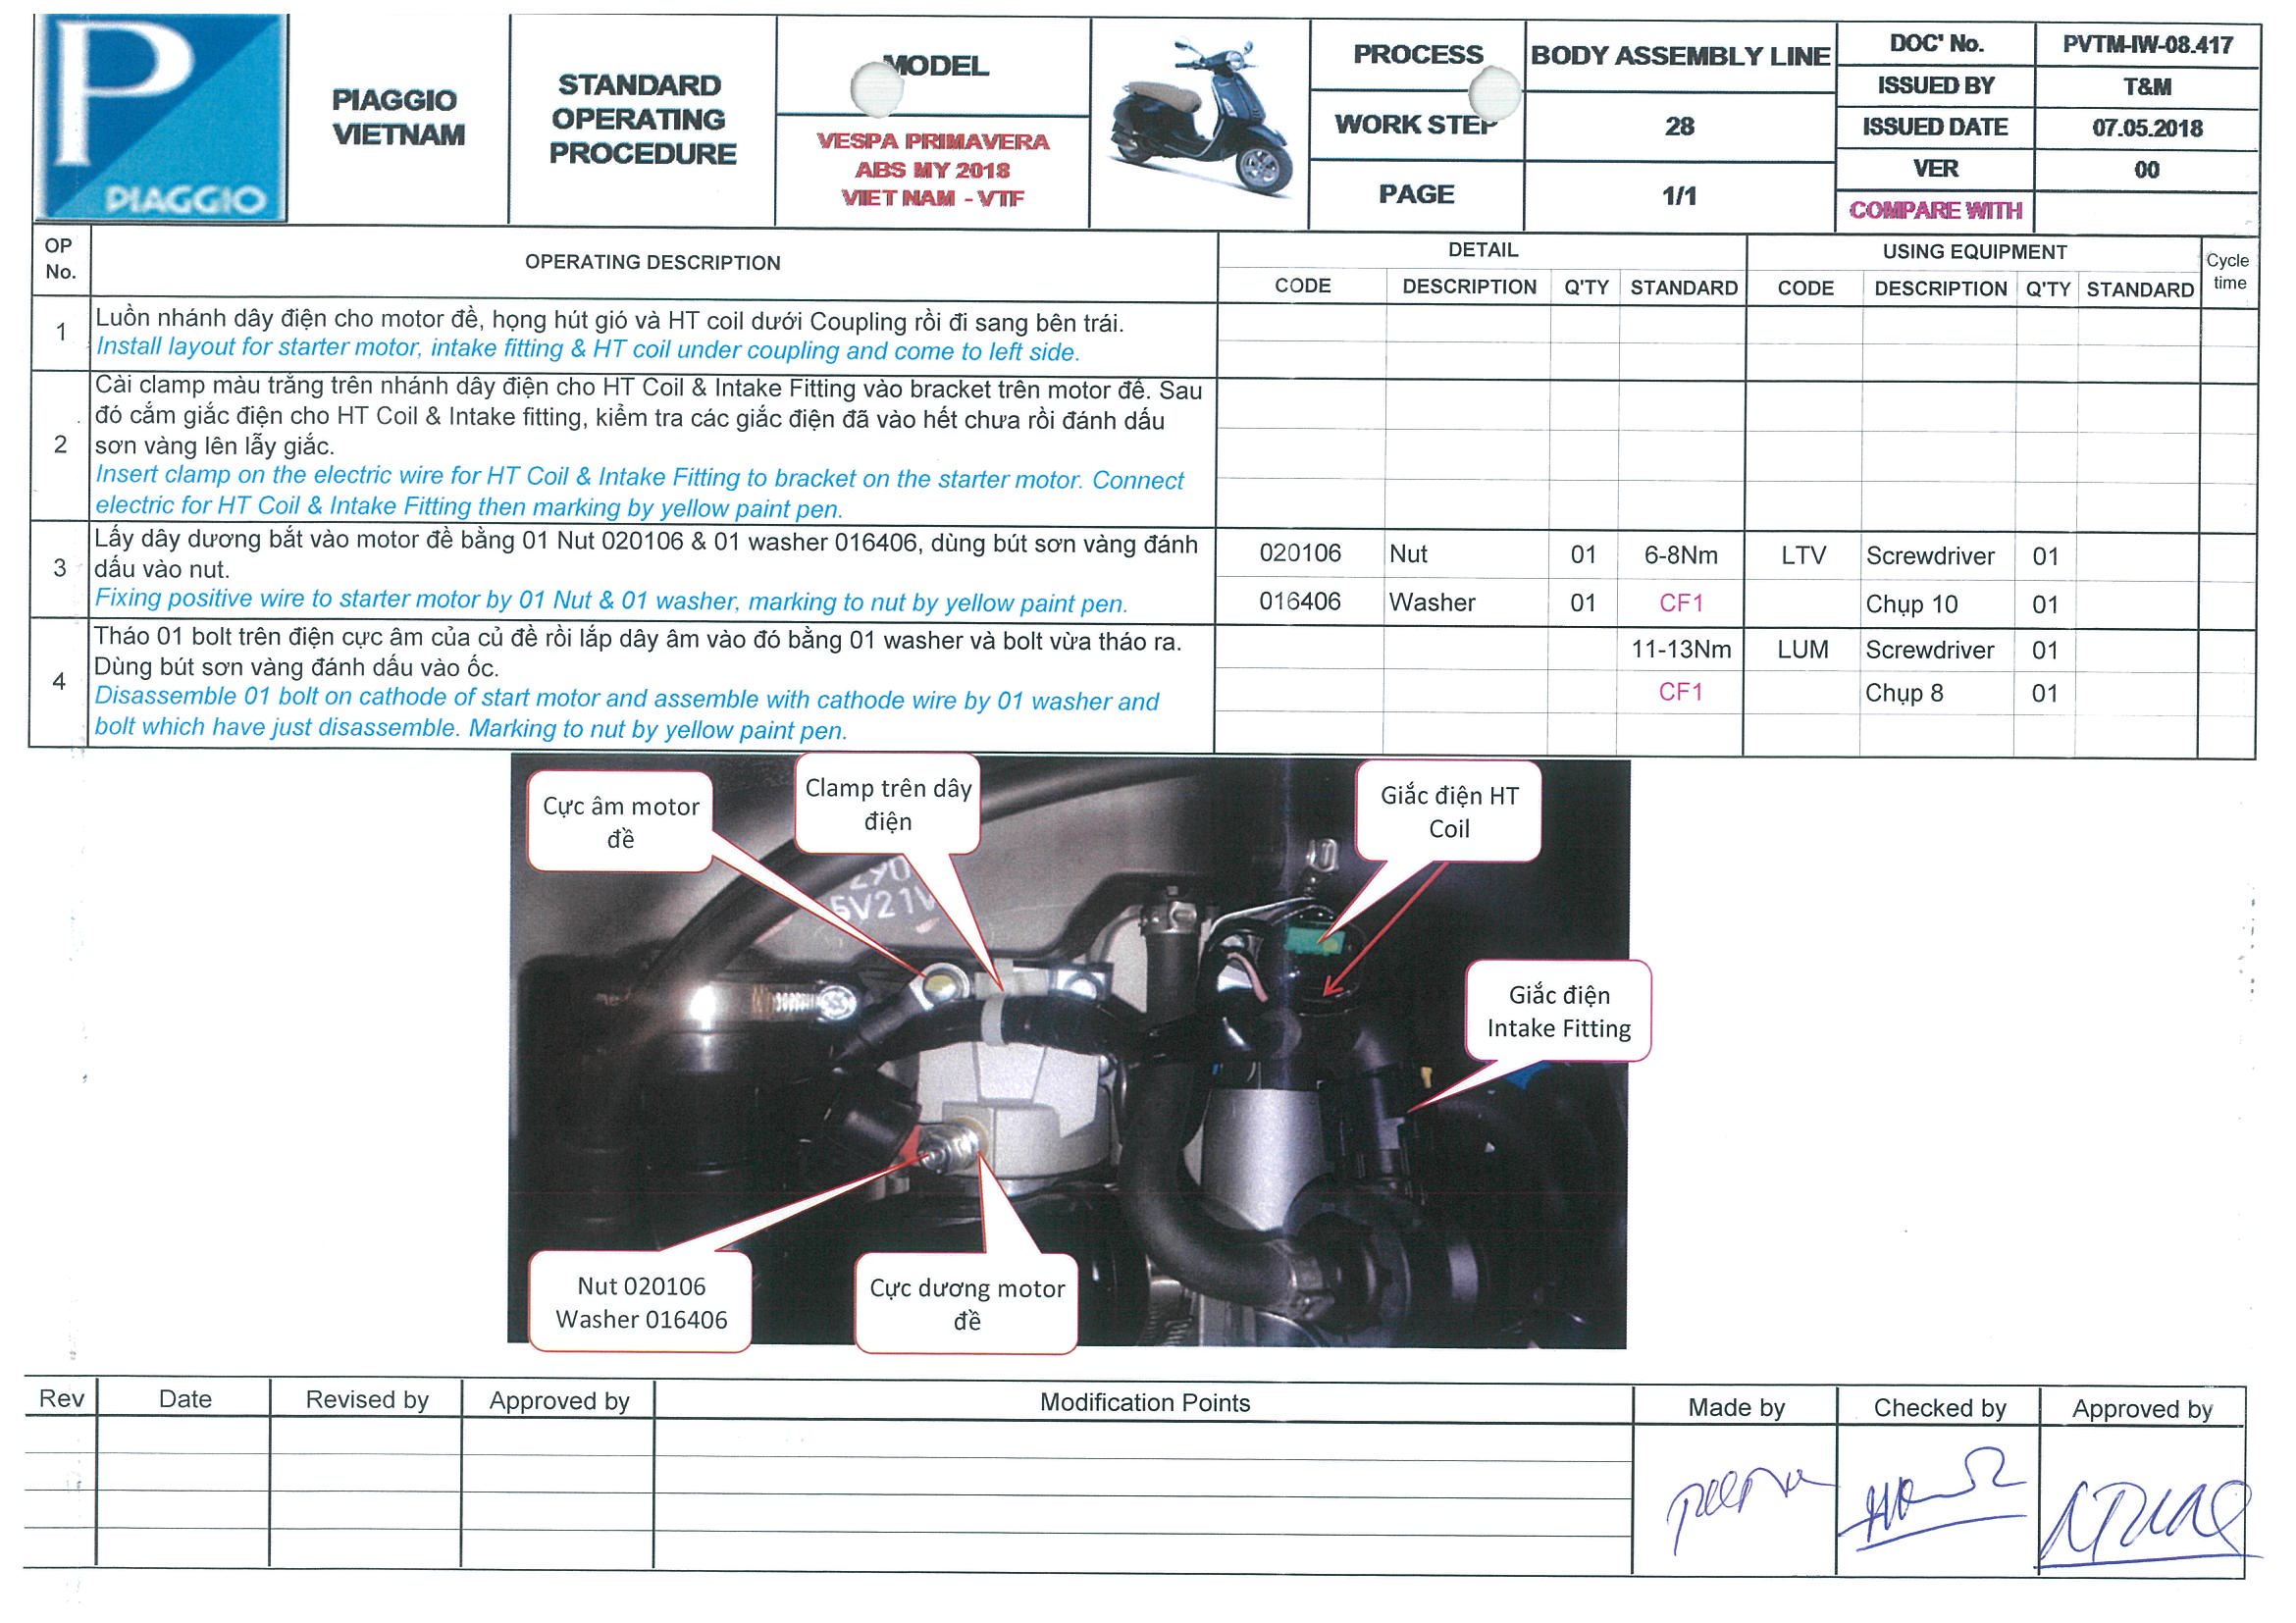 PIAGGIO
PIAGGIO
VIETNAM
STANDARD
OPERATING
PROCEDURE
MODEL
VESPA PRIMAVERA
ABS MY 2018
VIET NAM - VTF
PROCESS
BODY ASSEMBLY LINE
WORK STEP
28
PAGE
1/1
DOC' No.
PVTM-IW-08.417
ISSUED BY
T&M
ISSUED DATE
07.05.2018
VER
00
COMPARE WITH
OP
No.
OPERATING DESCRIPTION
DETAIL
USING EQUIPMENT
Cycle
time
CODE DESCRIPTION Q'TY STANDARD CODE DESCRIPTION Q'TY STANDARD
1
Luồn nhánh dây điện cho motor đề, họng hút gió và HT coil dưới Coupling rồi đi sang bên trái.
Install layout for starter motor, intake fitting & HT coil under coupling and come to left side.
2
Cài clamp màu trắng trên nhánh dây điện cho HT Coil & Intake Fitting vào bracket trên motor đề. Sau
đó cắm giắc điện cho HT Coil & Intake fitting, kiểm tra các giắc điện đã vào hết chưa rồi đánh dấu
sơn vàng lên lẫy giắc.
Insert clamp on the electric wire for HT Coil & Intake Fitting to bracket on the starter motor. Connect
electric for HT Coil & Intake Fitting then marking by yellow paint pen.
3
Lấy dây dương bắt vào motor đề bằng 01 Nut 020106 & 01 washer 016406, dùng bút sơn vàng đánh
dấu vào nut.
Fixing positive wire to starter motor by 01 Nut & 01 washer, marking to nut by yellow paint pen.
020106 Nut 01 6-8Nm LTV Screwdriver 01
016406 Washer 01 CF1 Chụp 10 01
4
Tháo 01 bolt trên điện cực âm của củ đề rồi lắp dây âm vào đó bằng 01 washer và bolt vừa tháo ra.
Dùng bút sơn vàng đánh dấu vào ốc.
Disassemble 01 bolt on cathode of start motor and assemble with cathode wire by 01 washer and
bolt which have just disassemble. Marking to nut by yellow paint pen.
11-13Nm LUM Screwdriver 01
CF1 Chụp 8 01
Cực âm motor
đề
Clamp trên dây
điện
Giắc điện HT
Coil
Giắc điện
Intake Fitting
Nut 020106
Washer 016406
Cực dương motor
đề
Rev Date Revised by Approved by Modification Points Made by Checked by Approved by